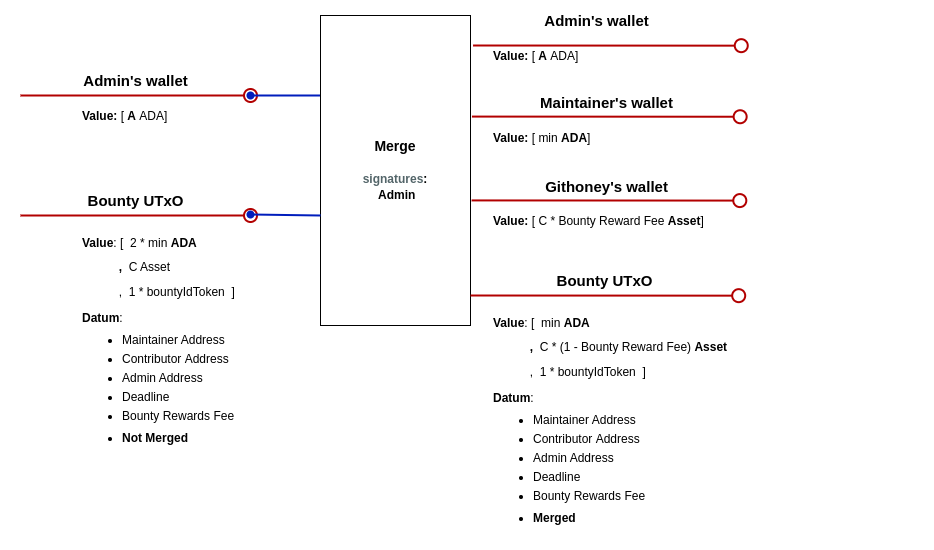 Admin's wallet
Value: [ A ADA]
Bounty UTxO
Value: [ 2 * min ADA
, C Asset
, 1 * bountyIdToken ]
Datum:
• Maintainer Address
• Contributor Address
• Admin Address
• Deadline
• Bounty Rewards Fee
• Not Merged
Merge
signatures:
Admin
Admin's wallet
Value: [ A ADA]
Maintainer's wallet
Value: [ min ADA]
Githoney's wallet
Value: [ C * Bounty Reward Fee Asset]
Bounty UTxO
Value: [ min ADA
, C * (1 - Bounty Reward Fee) Asset
, 1 * bountyIdToken ]
Datum:
• Maintainer Address
• Contributor Address
• Admin Address
• Deadline
• Bounty Rewards Fee
• Merged